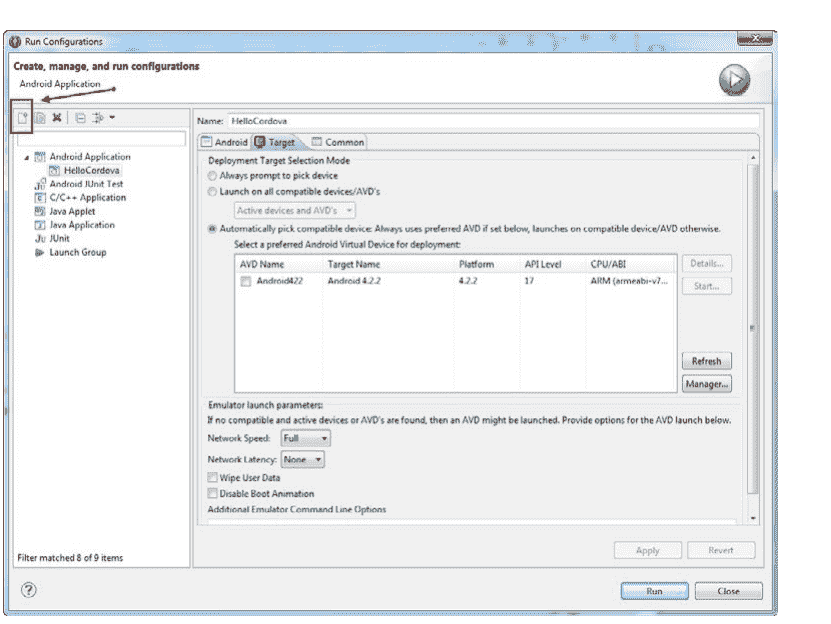 Run Configurations
Create, manage, and run configurations
Android Application
Name: HelloCordova
Android Target Common
Deployment Target Selection Mode
Always prompt to pick device
Launch on all compatible devices/AVD's
Active devices and AVD's
Automatically pick compatible device: Always uses preferred AVD if set below, launches on compatible device/AVD otherwise.
Select a preferred Android Virtual Device for deployment:
AVD Name Target Name Platform API Level CPU/ABI
Android422 Android 4.2.2 4.2.2 17 ARM (armeabi-v7...
Details...
Start...
Refresh
Manager...
Android Application
HelloCordova
Android JUnit Test
C/C++ Application
Java Applet
Java Application
JUnit
Launch Group
Emulator launch parameters:
If no compatible and active devices or AVD's are found, then an AVD might be launched. Provide options for the AVD launch below.
Network Speed: Full
Network Latency: None
Wipe User Data
Disable Boot Animation
Additional Emulator Command Line Options
Filter matched 8 of 9 items
Apply Revert
Run Close